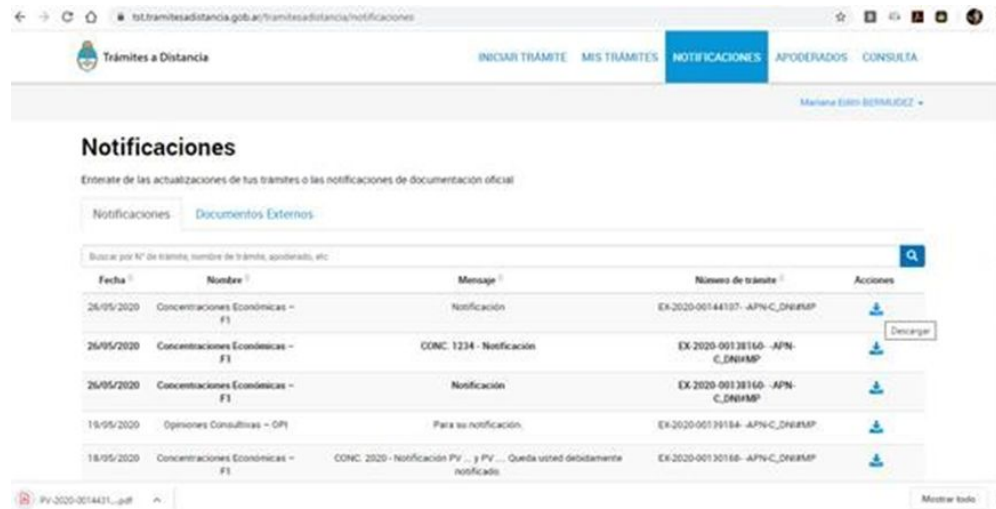 tst.tramitesadistancia.gob.ar/tramitesadistancia/notificaciones
Trámites a Distancia
INICIAR TRÁMITE MIS TRÁMITES NOTIFICACIONES APODERADOS CONSULTA
Mariana Edith BERMUDEZ
Notificaciones
Enterate de las actualizaciones de tus trámites o las notificaciones de documentación oficial
Notificaciones Documentos Externos
Buscar por N° de trámite, nombre de trámite, apoderado, etc
Fecha Nombre Mensaje Número de trámite Acciones
26/05/2020 Concentraciones Económicas – Notificación EX-2020-00144107- -APN-C_DNI#MP
F1
Descargar
26/05/2020 Concentraciones Económicas – CONC. 1234 - Notificación EX-2020-00138160- -APN-
F1 C_DNI#MP
26/05/2020 Concentraciones Económicas – Notificación EX-2020-00138160- -APN-
F1 C_DNI#MP
19/05/2020 Opiniones Consultivas – OPI Para su notificación EX-2020-00139184- -APN-C_DNI#MP
18/05/2020 Concentraciones Económicas – CONC. 2020 - Notificación PV ... y PV .... Queda usted debidamente EX-2020-00130168- -APN-C_DNI#MP
F1 notificado.
PV-2020-0014431....pdf Mostrar todo